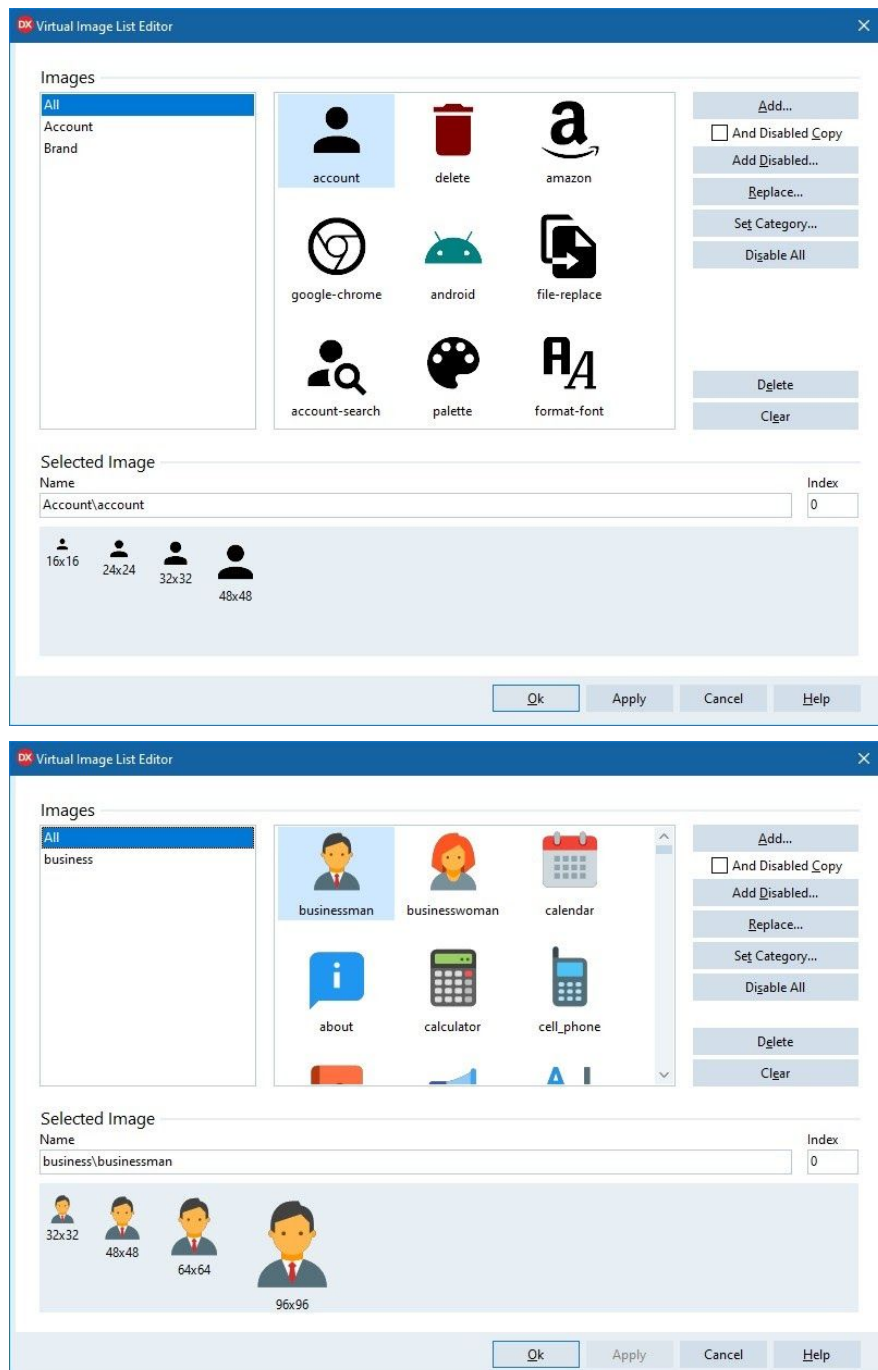 DX Virtual Image List Editor
Images
All
Account
Brand
account delete amazon
google-chrome android file-replace
account-search palette format-font
Add...
And Disabled Copy
Add Disabled...
Replace...
Set Category...
Disable All
Delete
Clear
Selected Image
Name Index
Account\account 0
16x16 24x24 32x32 48x48
Ok Apply Cancel Help
DX Virtual Image List Editor
Images
All
business
businessman businesswoman calendar
about calculator cell_phone
Add...
And Disabled Copy
Add Disabled...
Replace...
Set Category...
Disable All
Delete
Clear
Selected Image
Name Index
business\businessman 0
32x32 48x48 64x64 96x96
Ok Apply Cancel Help